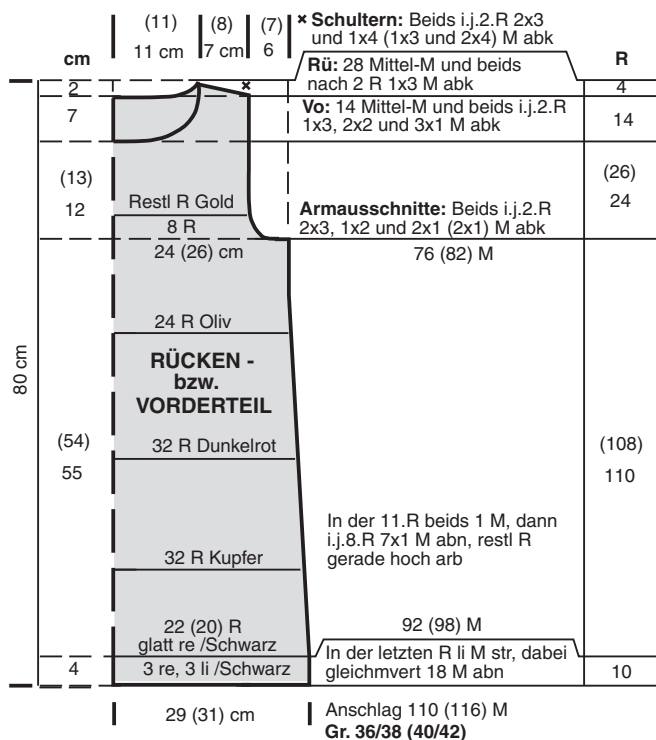 (11) (8) (7)
11 cm 7 cm 6
× Schultern: Beids i.j.2.R 2x3
und 1x4 (1x3 und 2x4) M abk
cm
R
Rü: 28 Mittel-M und beids
nach 2 R 1x3 M abk
2
4
Vo: 14 Mittel-M und beids i.j.2.R
1x3, 2x2 und 3x1 M abk
7
14
(13)
12
(26)
24
Restl R Gold
8 R
Armausschnitte: Beids i.j.2.R
2x3, 1x2 und 2x1 (2x1) M abk
24 (26) cm
76 (82) M
24 R Oliv
RÜCKEN -
bzw.
VORDERTEIL
80 cm
32 R Dunkelrot
(54)
55
(108)
110
In der 11.R beids 1 M, dann
i.j.8.R 7x1 M abn, restl R
gerade hoch arb
32 R Kupfer
22 (20) R
glatt re /Schwarz
92 (98) M
3 re, 3 li /Schwarz
In der letzten R li M str, dabei
gleichmvert 18 M abn
4
10
29 (31) cm
Anschlag 110 (116) M
Gr. 36/38 (40/42)